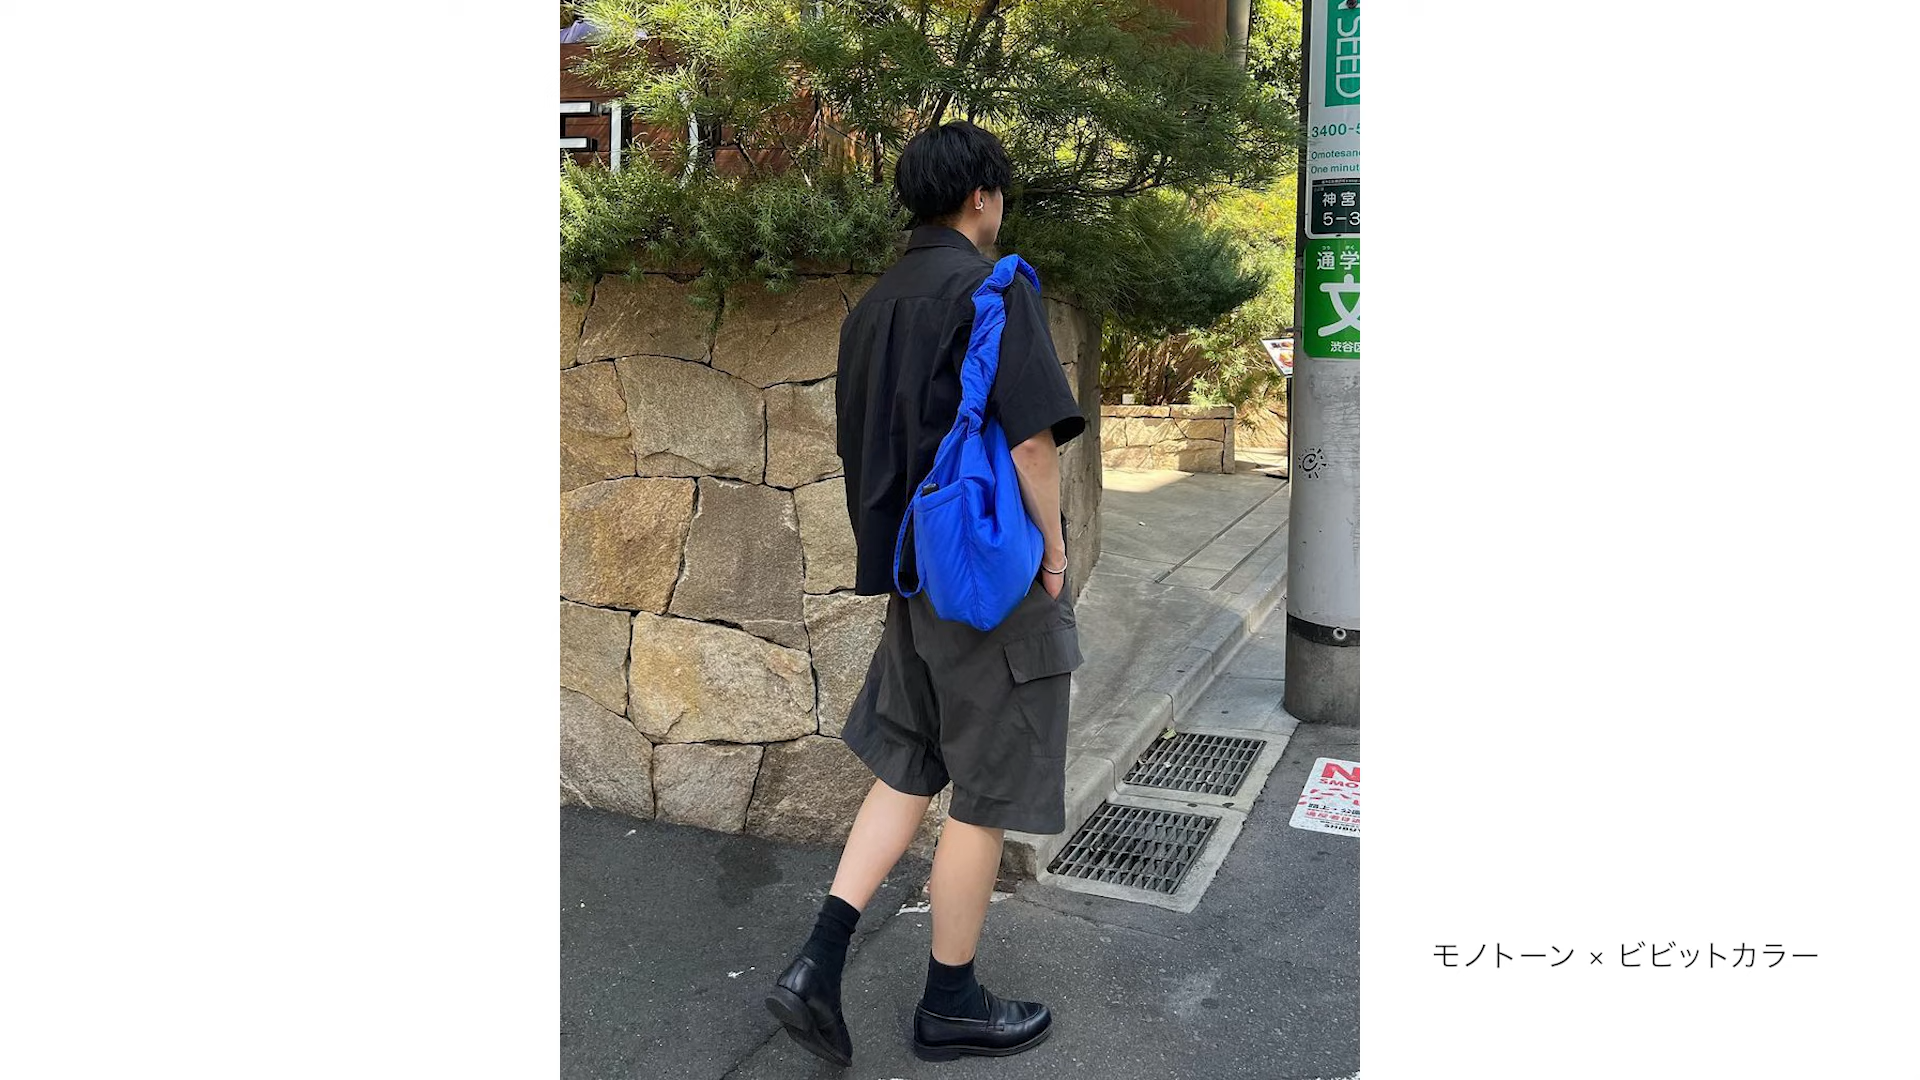 SEED
3400-5
Omotesan
One minut
神宮
5-3
通学
文
渋谷区
モノトーン × ビビットカラー